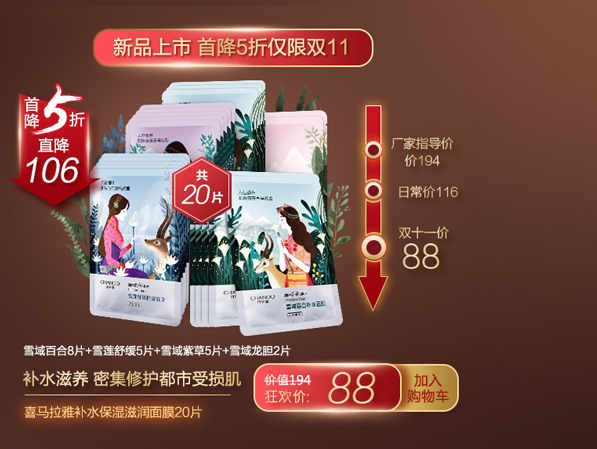 新品上市 首降5折仅限双11
首降5折
直降
106
共
20片
厂家指导价
价194
日常价116
双十一价
88
CHANDO
CHANDO
雪域百合8片+雪莲舒缓5片+雪域紫草5片+雪域龙胆2片
补水滋养 密集修护都市受损肌
喜马拉雅补水保湿滋润面膜20片
价值194
狂欢价:
88
加入
购物车